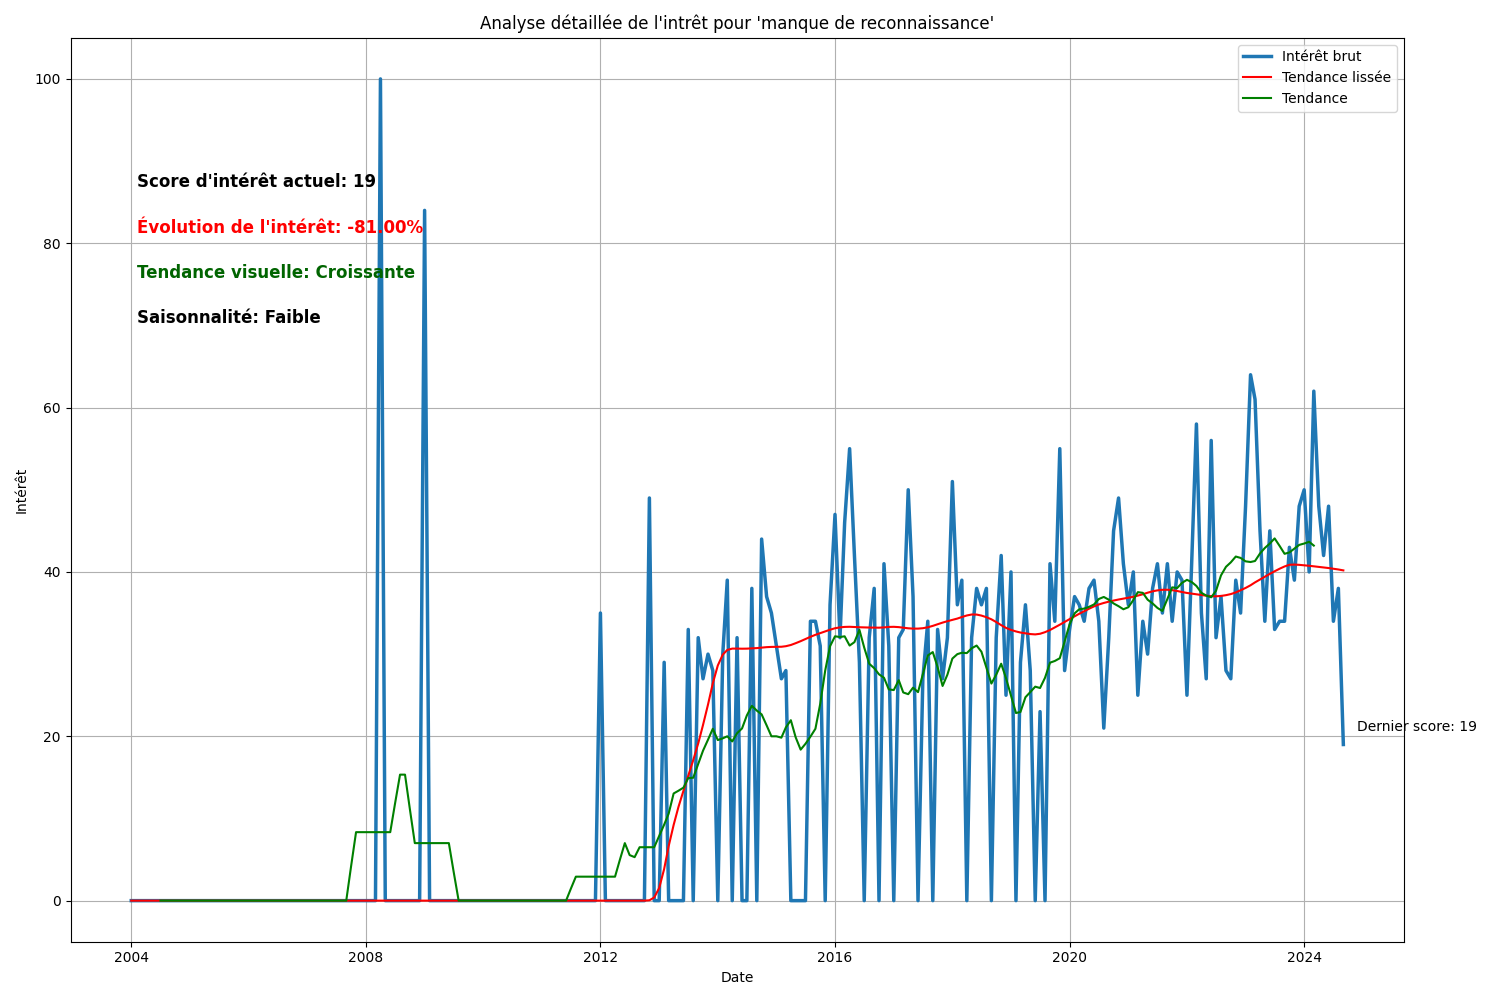 Analyse détaillée de l'intrêt pour 'manque de reconnaissance'
Intérêt brut
Tendance lissée
Tendance
Score d'intérêt actuel: 19
Évolution de l'intérêt: -81.00%
Tendance visuelle: Croissante
Saisonnalité: Faible
Dernier score: 19
Intérêt
100
80
60
40
20
0
2004
2008
2012
2016
2020
2024
Date